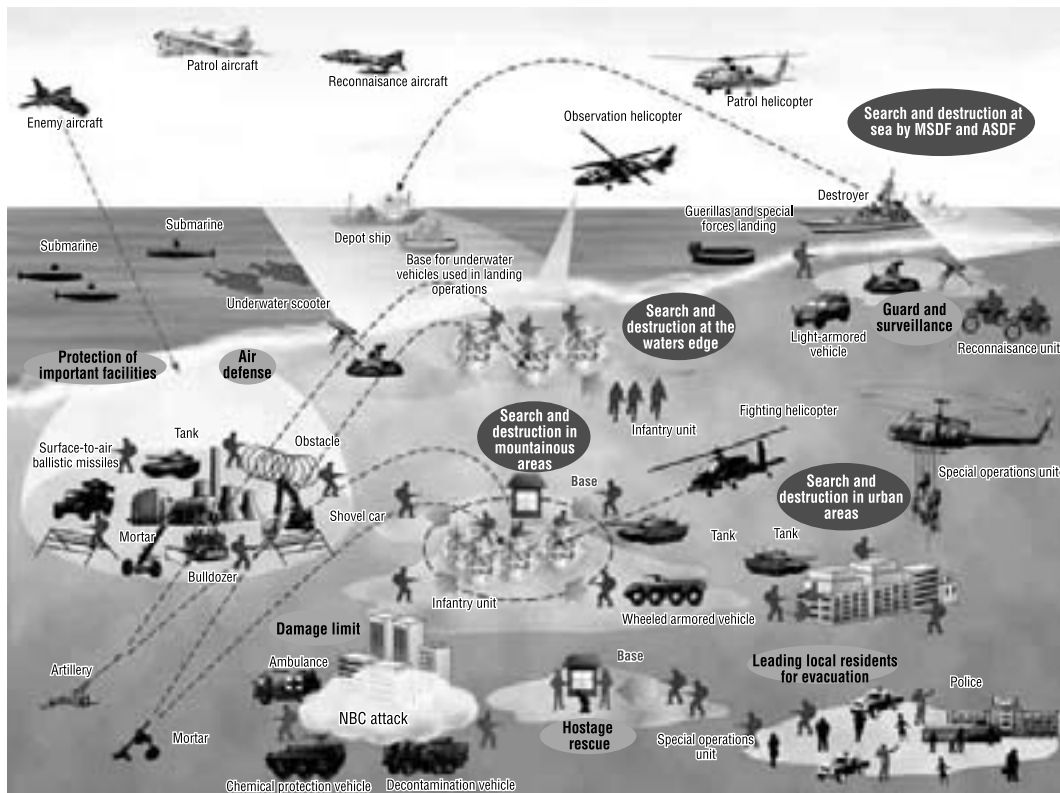 Patrol aircraft
Reconnaisance aircraft
Enemy aircraft
Patrol helicopter
Observation helicopter
Search and destruction at
sea by MSDF and ASDF
Destroyer
Submarine
Submarine
Depot ship
Guerillas and special
forces landing
Base for underwater
vehicles used in landing
operations
Underwater scooter
Search and
destruction at the
waters edge
Guard and
surveillance
Light-armored
vehicle
Reconnaisance unit
Protection of
important facilities
Air
defense
Infantry unit
Fighting helicopter
Search and
destruction in
mountainous
areas
Tank
Obstacle
Surface-to-air
ballistic missiles
Special operations unit
Base
Search and
destruction in urban
areas
Shovel car
Mortar
Tank
Tank
Bulldozer
Infantry unit
Wheeled armored vehicle
Damage limit
Artillery
Ambulance
Base
Leading local residents
for evacuation
Police
NBC attack
Mortar
Hostage
rescue
Special operations
unit
Chemical protection vehicle
Decontamination vehicle